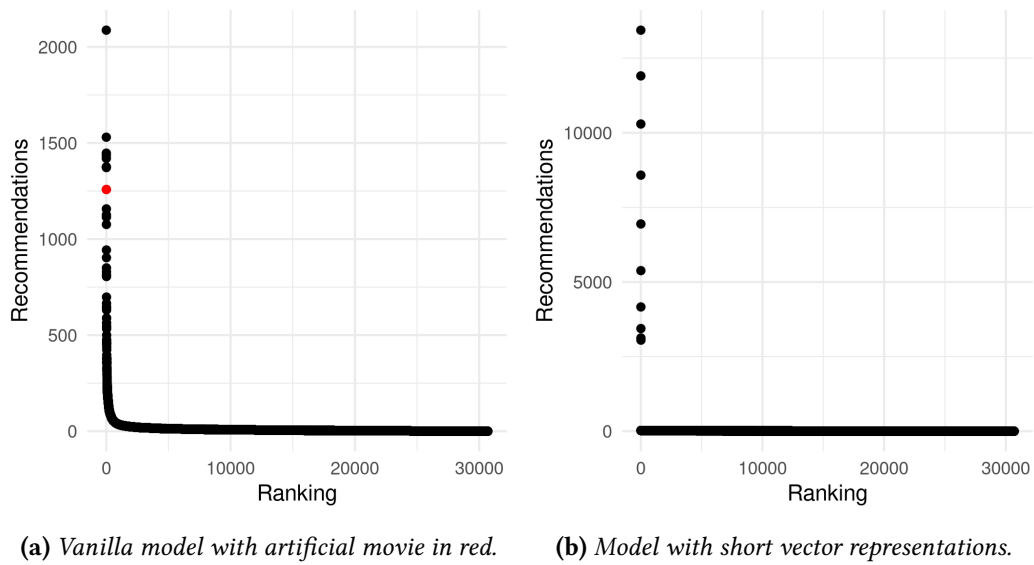 2000
1500
1000
500
0
Recommendations
0 10000 20000 30000
Ranking
(a) Vanilla model with artificial movie in red.
10000
5000
0
Recommendations
0 10000 20000 30000
Ranking
(b) Model with short vector representations.